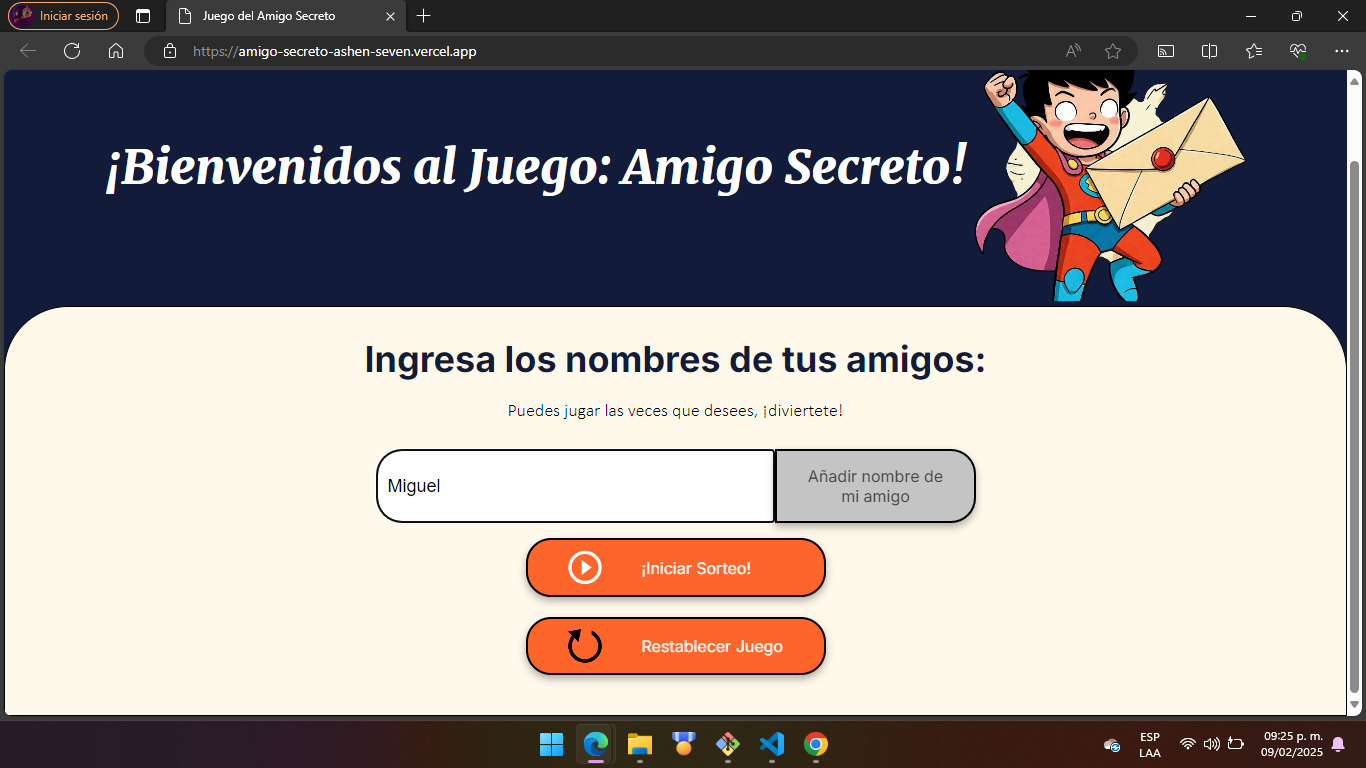 Iniciar sesión
Juego del Amigo Secreto
https://amigo-secreto-ashen-seven.vercel.app
¡Bienvenidos al Juego: Amigo Secreto!
Ingresa los nombres de tus amigos:
Puedes jugar las veces que desees, ¡diviertete!
Miguel
Añadir nombre de
mi amigo
¡Iniciar Sorteo!
Restablecer Juego
ESP
LAA
09:25 p. m.
09/02/2025